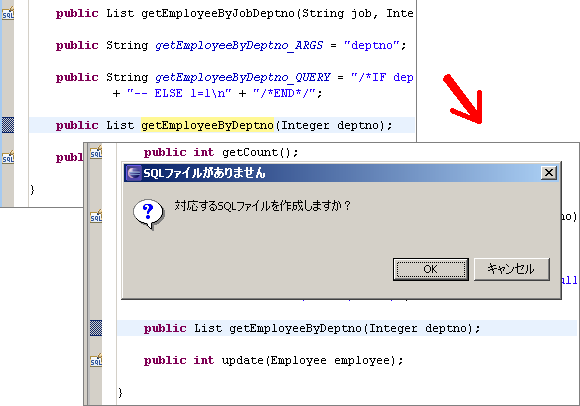 public List getEmployeeByJobDeptno(String job, Inte
public String getEmployeeByDeptno_ARGS = "deptno";
public String getEmployeeByDeptno_QUERY = "/*IF dep
+ "-- ELSE 1=1\n" + "/*END*/";
public List getEmployeeByDeptno(Integer deptno);
pub
}
public int getCount();
SQLファイルがありません
対応するSQLファイルを作成しますか?
no)
OK
キャンセル
ull
public List getEmployeeByDeptno(Integer deptno);
public int update(Employee employee);
}